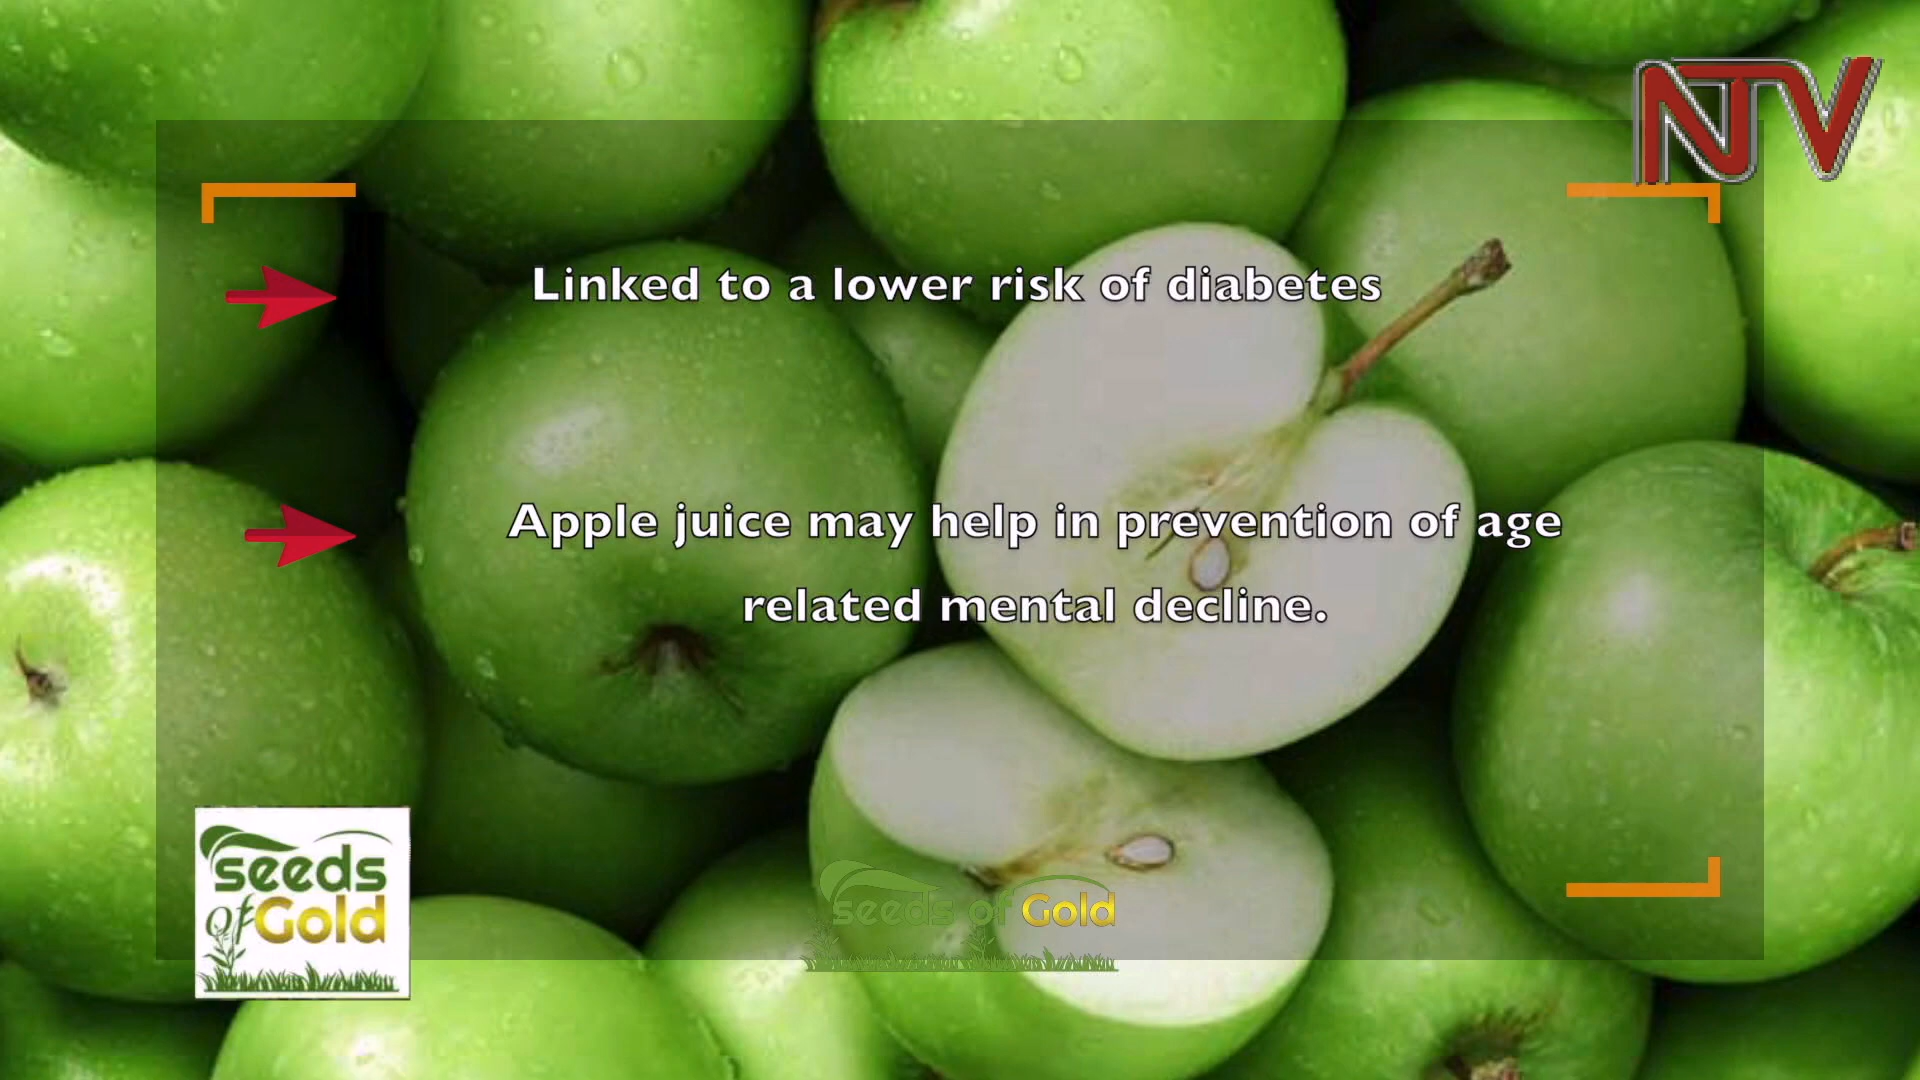 NTV
Linked to a lower risk of diabetes
Apple juice may help in prevention of age
related mental decline.
seeds
of Gold
seeds of Gold